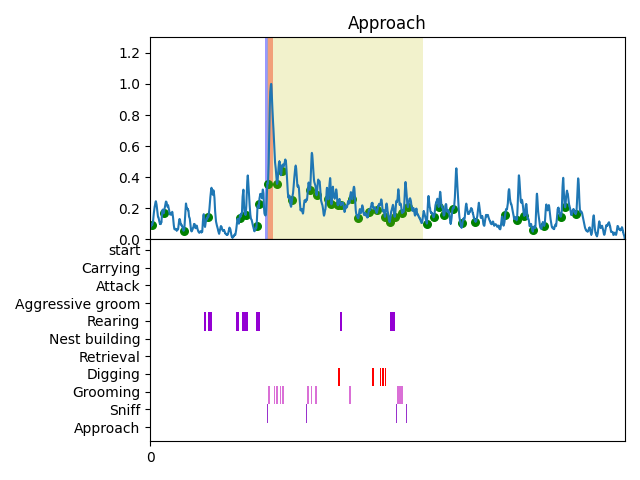 Approach
1.2
1.0
0.8
0.6
0.4
0.2
0.0
start
Carrying
Attack
Aggressive groom
Rearing
Nest building
Retrieval
Digging
Grooming
Sniff
Approach
0